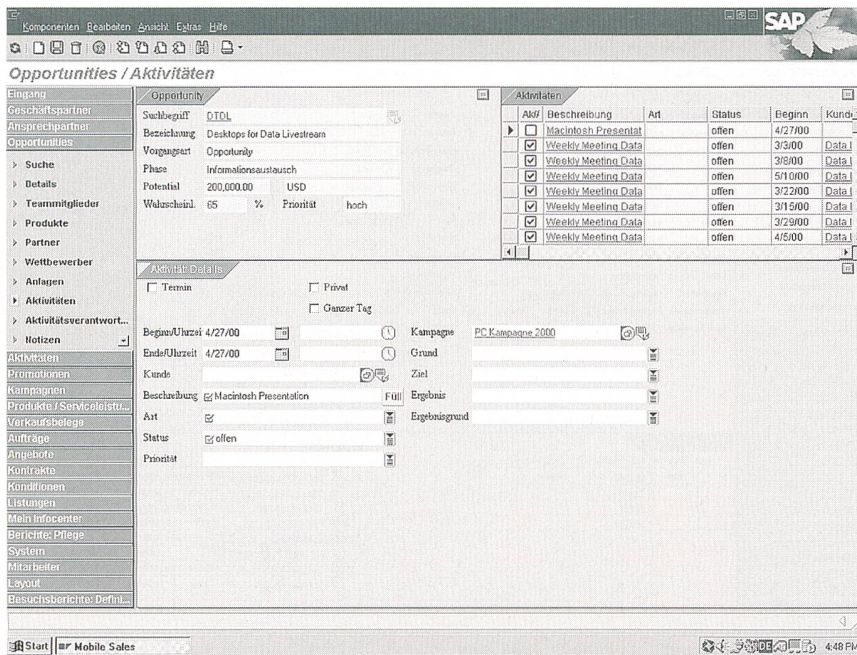 Komponenten Bearbeiten Ansicht Extras Hilfe
SAP
Opportunities / Aktivitäten
Eingang
Geschäftspartner
Ansprechpartner
Opportunities
Suche
Details
Teammitglieder
Produkte
Partner
Wettbewerber
Anlagen
Aktivitäten
Aktivitätsverantwort...
Notizen
Aktivitäten
Promotionen
Kampagnen
Produkte / Serviceleistu...
Verkaufsbelege
Aufträge
Angebote
Kontrakte
Konditionen
Listungen
Mein Infocenter
Berichte: Pflege
System
Mitarbeiter
Layout
Besuchsberichte: Defini...
Opportunity
Suchbegriff DTDL
Bezeichnung Desktops for Data Livestream
Vorgangsart Opportunity
Phase Informationsaustausch
Potential 200,000.00 USD
Wahrscheinl. 65 % Priorität hoch
Aktivitäten
Akti/ Beschreibung Art Status Beginn Kunde
Macintosh Presentat offen 4/27/00
Weekly Meeting Data offen 3/3/00 Data L
Weekly Meeting Data offen 3/8/00 Data L
Weekly Meeting Data offen 5/10/00 Data L
Weekly Meeting Data offen 3/22/00 Data L
Weekly Meeting Data offen 3/15/00 Data L
Weekly Meeting Data offen 3/29/00 Data L
Weekly Meeting Data offen 4/5/00 Data L
Aktivität: Details
Termin Privat
Ganzer Tag
Beginn/Uhrzei 4/27/00 Kampagne PC Kampagne 2000
Ende/Uhrzeit 4/27/00 Grund
Kunde Ziel
Beschreibung Macintosh Presentation Füll Ergebnis
Art Ergebnisgrund
Status offen
Priorität
Start Mobile Sales DE 4:48 PM